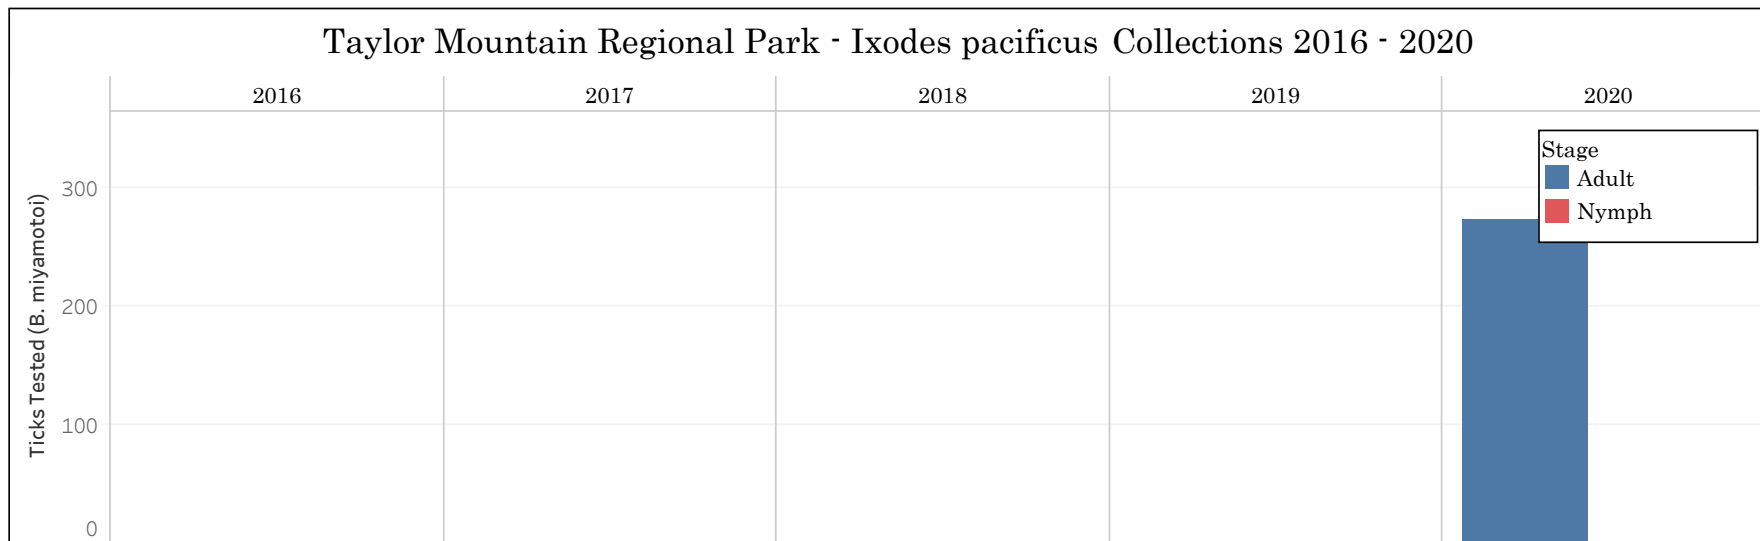 Taylor Mountain Regional Park - Ixodes pacificus Collections 2016 - 2020
2016 2017 2018 2019 2020
Stage
Adult
Nymph
Ticks Tested (B. miyamotoi)
300
200
100
0